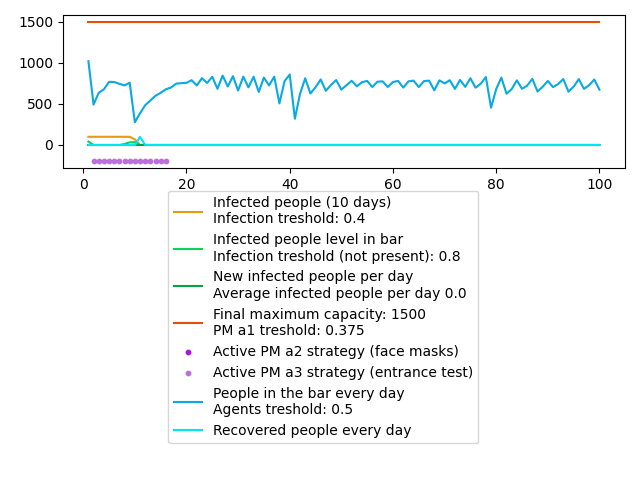 1500
1000
500
0
0 20 40 60 80 100
Infected people (10 days)
Infection treshold: 0.4
Infected people level in bar
Infection treshold (not present): 0.8
New infected people per day
Average infected people per day 0.0
Final maximum capacity: 1500
PM a1 treshold: 0.375
Active PM a2 strategy (face masks)
Active PM a3 strategy (entrance test)
People in the bar every day
Agents treshold: 0.5
Recovered people every day